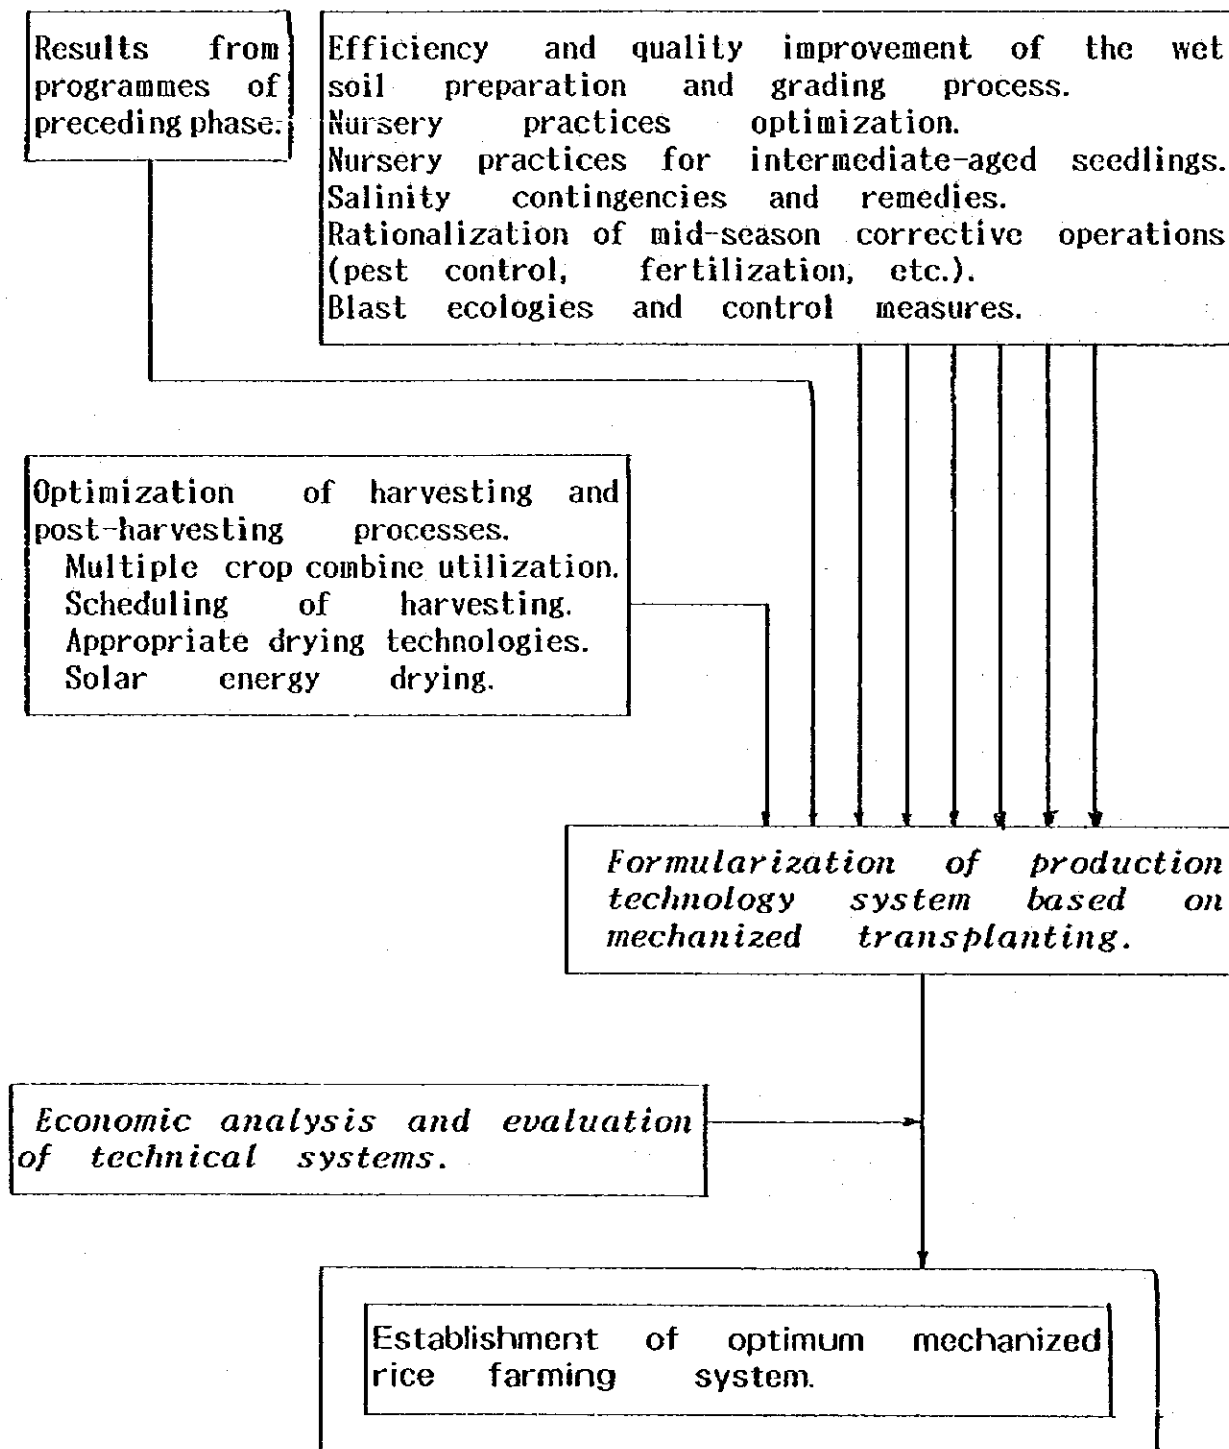 Results from
programmes of
preceding phase.
Efficiency and quality improvement of the wet
soil preparation and grading process.
Nursery practices optimization.
Nursery practices for intermediate-aged seedlings.
Salinity contingencies and remedies.
Rationalization of mid-season corrective operations
(pest control, fertilization, etc.).
Blast ecologies and control measures.
Optimization of harvesting and
post-harvesting processes.
Multiple crop combine utilization.
Scheduling of harvesting.
Appropriate drying technologies.
Solar energy drying.
Formularization of production
technology system based on
mechanized transplanting.
Economic analysis and evaluation
of technical systems.
Establishment of optimum mechanized
rice farming system.